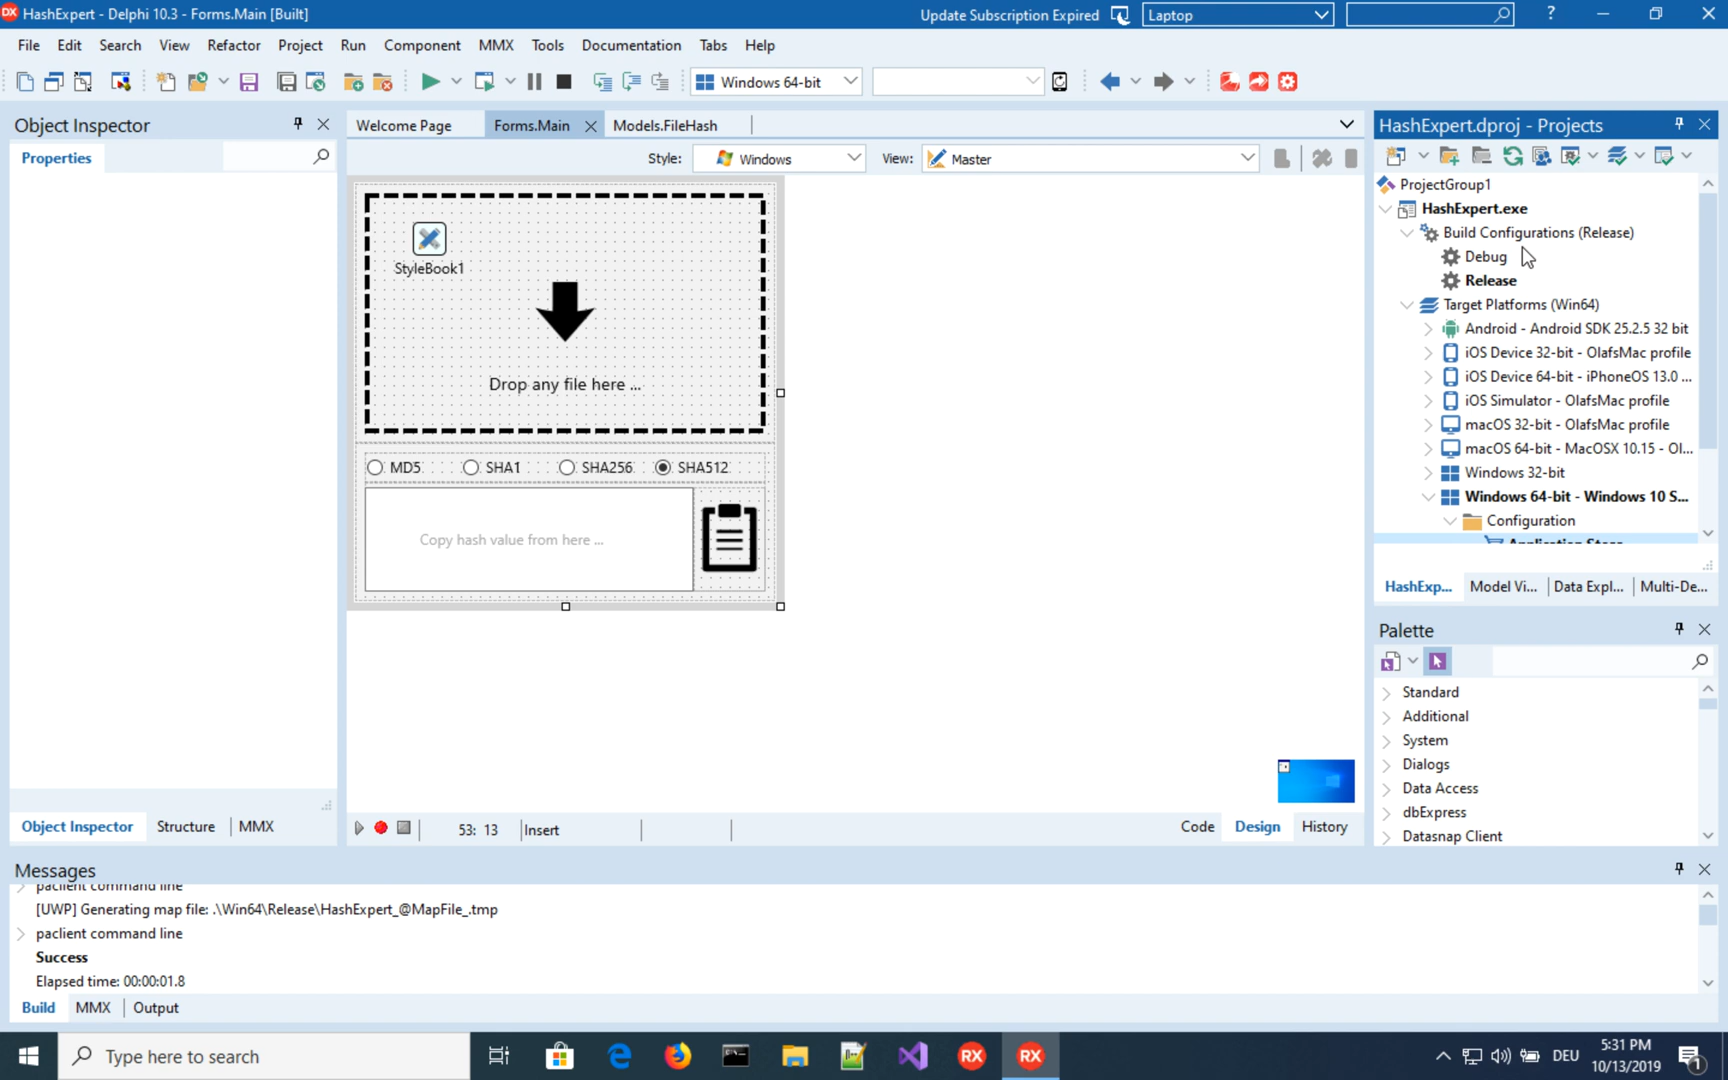 DX HashExpert - Delphi 10.3 - Forms.Main [Built]
Update Subscription Expired
Laptop
?
File Edit Search View Refactor Project Run Component MMX Tools Documentation Tabs Help
Windows 64-bit
Object Inspector
Properties
Welcome Page
Forms.Main
Models.FileHash
Style:
Windows
View:
Master
StyleBook1
Drop any file here ...
MD5
SHA1
SHA256
SHA512
Copy hash value from here ...
HashExpert.dproj - Projects
ProjectGroup1
HashExpert.exe
Build Configurations (Release)
Debug
Release
Target Platforms (Win64)
Android - Android SDK 25.2.5 32 bit
iOS Device 32-bit - OlafsMac profile
iOS Device 64-bit - iPhoneOS 13.0 ...
iOS Simulator - OlafsMac profile
macOS 32-bit - OlafsMac profile
macOS 64-bit - MacOSX 10.15 - Ol...
Windows 32-bit
Windows 64-bit - Windows 10 S...
Configuration
Application Store
HashExp...
Model Vi...
Data Expl...
Multi-De...
Palette
Standard
Additional
System
Dialogs
Data Access
dbExpress
Datasnap Client
Object Inspector
Structure
MMX
53: 13
Insert
Code
Design
History
Messages
paclient command line
[UWP] Generating map file: .\Win64\Release\HashExpert_@MapFile_.tmp
paclient command line
Success
Elapsed time: 00:00:01.8
Build
MMX
Output
Type here to search
RX
RX
DEU
5:31 PM
10/13/2019
1